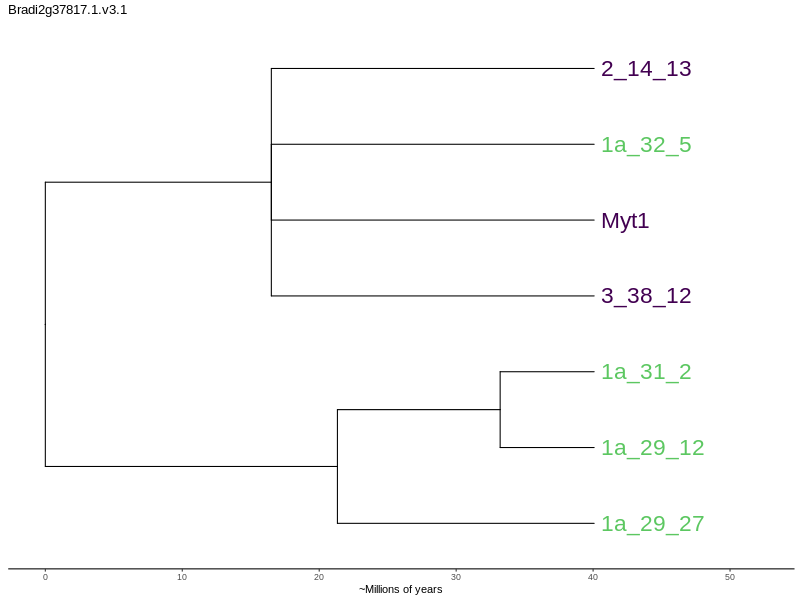 Bradi2g37817.1.v3.1
2_14_13
1a_32_5
Myt1
3_38_12
1a_31_2
1a_29_12
1a_29_27
0 10 20 30 40 50
~Millions of years